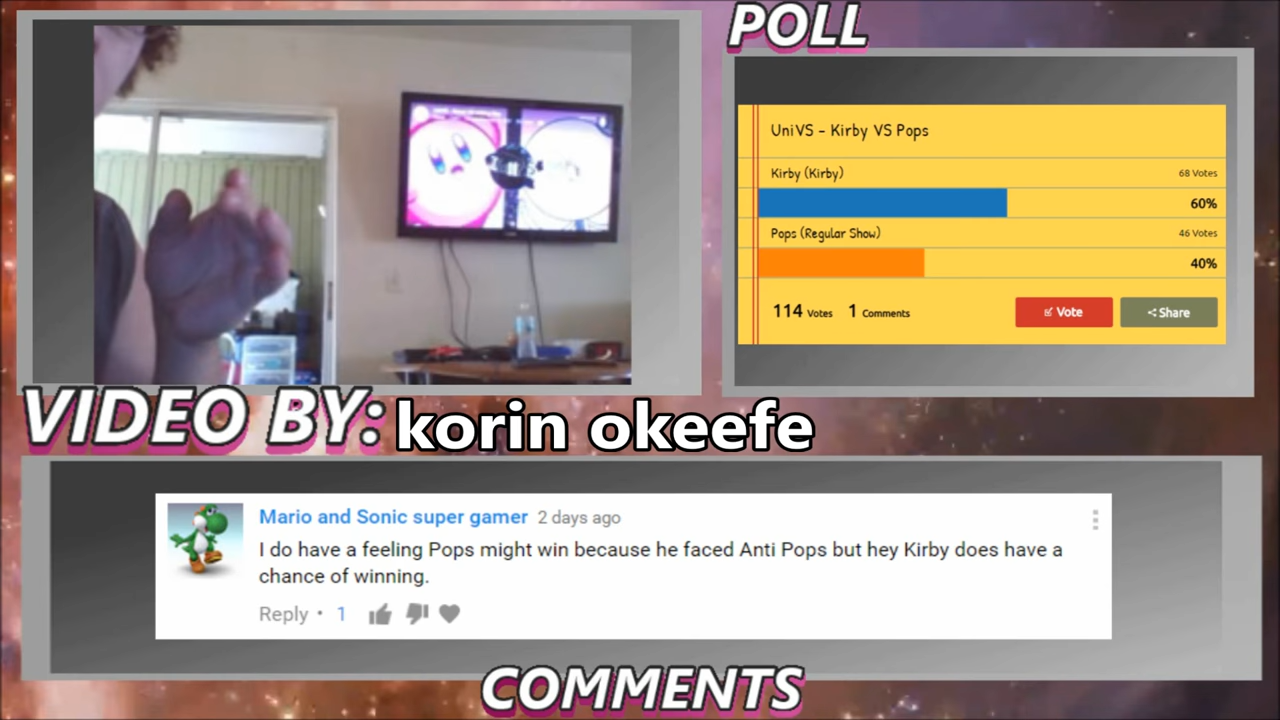 POLL
UniVS - Kirby VS Pops
Kirby (Kirby) 68 Votes
60%
Pops (Regular Show) 46 Votes
40%
114 Votes 1 Comments Vote Share
VIDEO BY: korin okeefe
Mario and Sonic super gamer 2 days ago
I do have a feeling Pops might win because he faced Anti Pops but hey Kirby does have a
chance of winning.
Reply • 1
COMMENTS